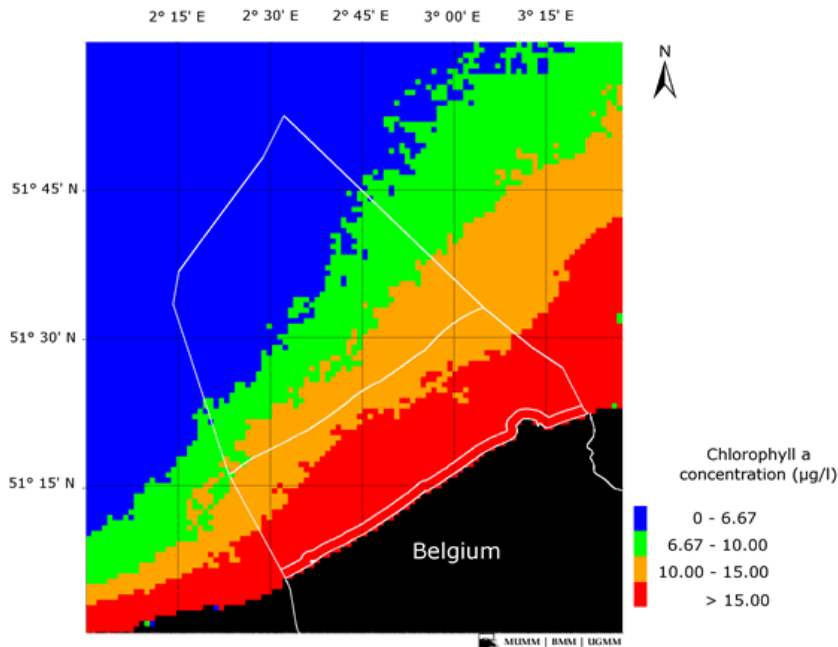 2° 15' E 2° 30' E 2° 45' E 3° 00' E 3° 15' E
N
51° 45' N
51° 30' N
51° 15' N
Belgium
Chlorophyll a
concentration (µg/l)
0 - 6.67
6.67 - 10.00
10.00 - 15.00
> 15.00
MUMM | BMM | UGMM